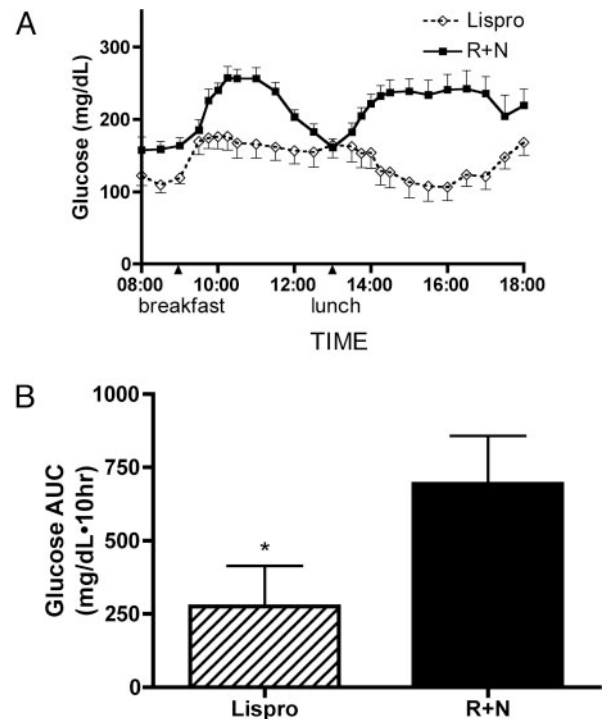 A
Lispro
R+N
300
200
100
0
Glucose (mg/dL)
08:00 10:00 12:00 14:00 16:00 18:00
breakfast lunch
TIME
B
1000
750
500
250
0
Glucose AUC
(mg/dL•10hr)
*
Lispro R+N